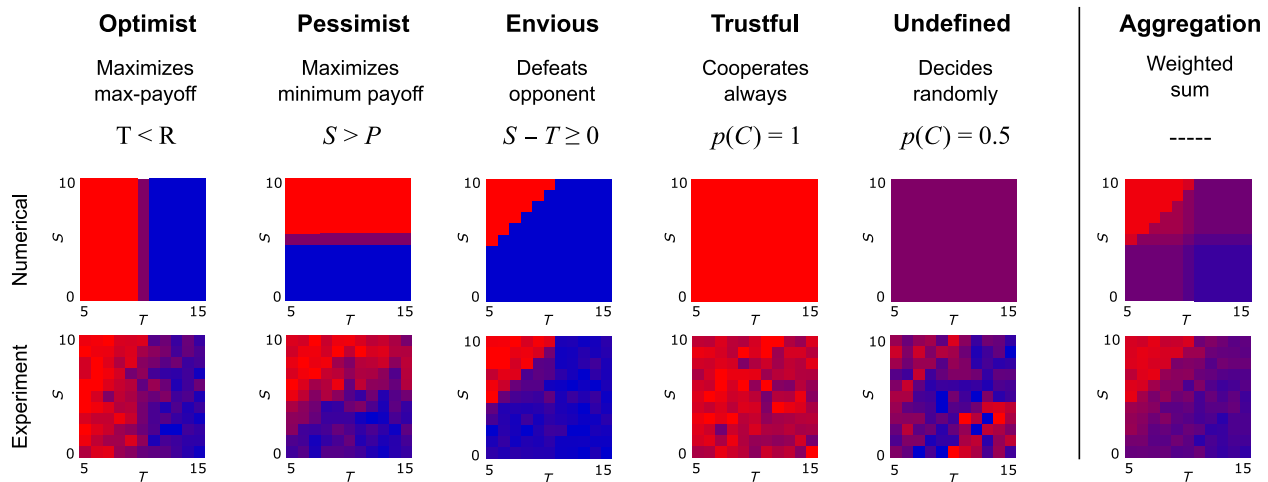 Optimist Pessimist Envious Trustful Undefined Aggregation
Maximizes Maximizes Defeats Cooperates Decides Weighted
max-payoff minimum payoff opponent always randomly sum
T < R S > P S – T ≥ 0 p(C) = 1 p(C) = 0.5 -----
Numerical
10 10 10 10 10 10
S S S S S S
0 0 0 0 0 0
5 15 5 15 5 15 5 15 5 15 5 15
T T T T T T
Experiment
10 10 10 10 10 10
S S S S S S
0 0 0 0 0 0
5 15 5 15 5 15 5 15 5 15 5 15
T T T T T T